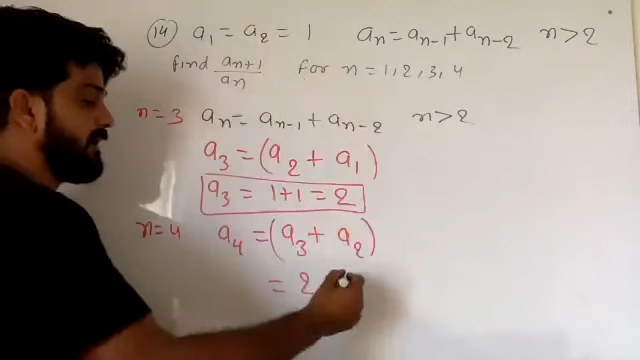 14 a₁ = a₂ = 1 aₙ = aₙ₋₁ + aₙ₋₂ n > 2
find aₙ₊₁/aₙ for n = 1, 2, 3, 4
n = 3 aₙ = aₙ₋₁ + aₙ₋₂ n > 2
a₃ = (a₂ + a₁)
a₃ = 1 + 1 = 2
n = 4 a₄ = (a₃ + a₂)
= 2